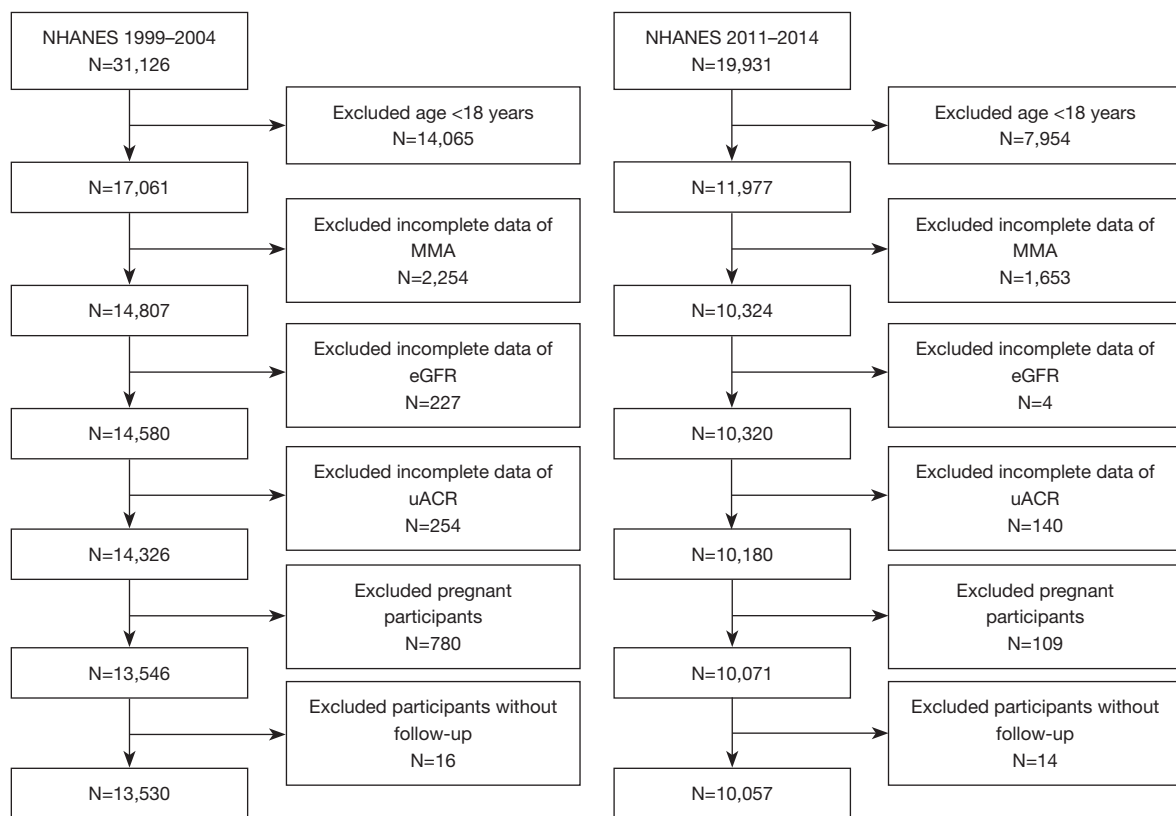 NHANES 1999–2004
N=31,126
Excluded age <18 years
N=14,065
N=17,061
Excluded incomplete data of
MMA
N=2,254
N=14,807
Excluded incomplete data of
eGFR
N=227
N=14,580
Excluded incomplete data of
uACR
N=254
N=14,326
Excluded pregnant
participants
N=780
N=13,546
Excluded participants without
follow-up
N=16
N=13,530
NHANES 2011–2014
N=19,931
Excluded age <18 years
N=7,954
N=11,977
Excluded incomplete data of
MMA
N=1,653
N=10,324
Excluded incomplete data of
eGFR
N=4
N=10,320
Excluded incomplete data of
uACR
N=140
N=10,180
Excluded pregnant
participants
N=109
N=10,071
Excluded participants without
follow-up
N=14
N=10,057